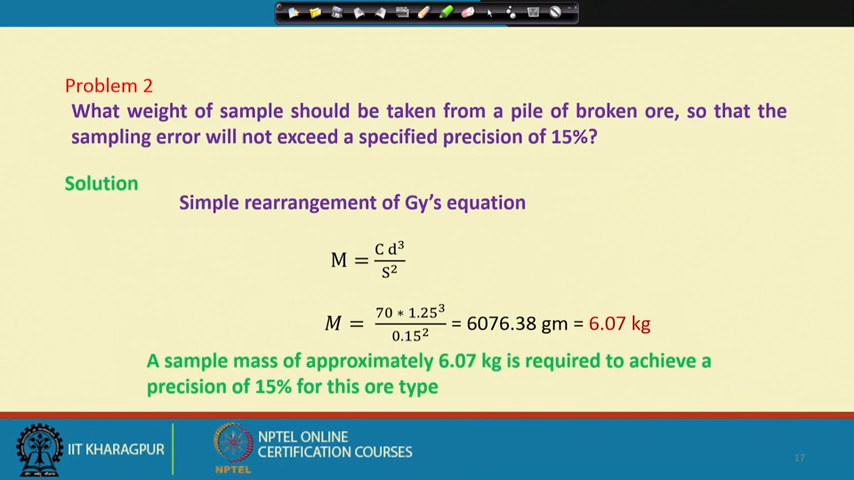 Problem 2
What weight of sample should be taken from a pile of broken ore, so that the
sampling error will not exceed a specified precision of 15%?
Solution
Simple rearrangement of Gy's equation
M = C d³ / S²
M = 70 * 1.25³ / 0.15² = 6076.38 gm = 6.07 kg
A sample mass of approximately 6.07 kg is required to achieve a
precision of 15% for this ore type
IIT KHARAGPUR
NPTEL
NPTEL ONLINE
CERTIFICATION COURSES
17